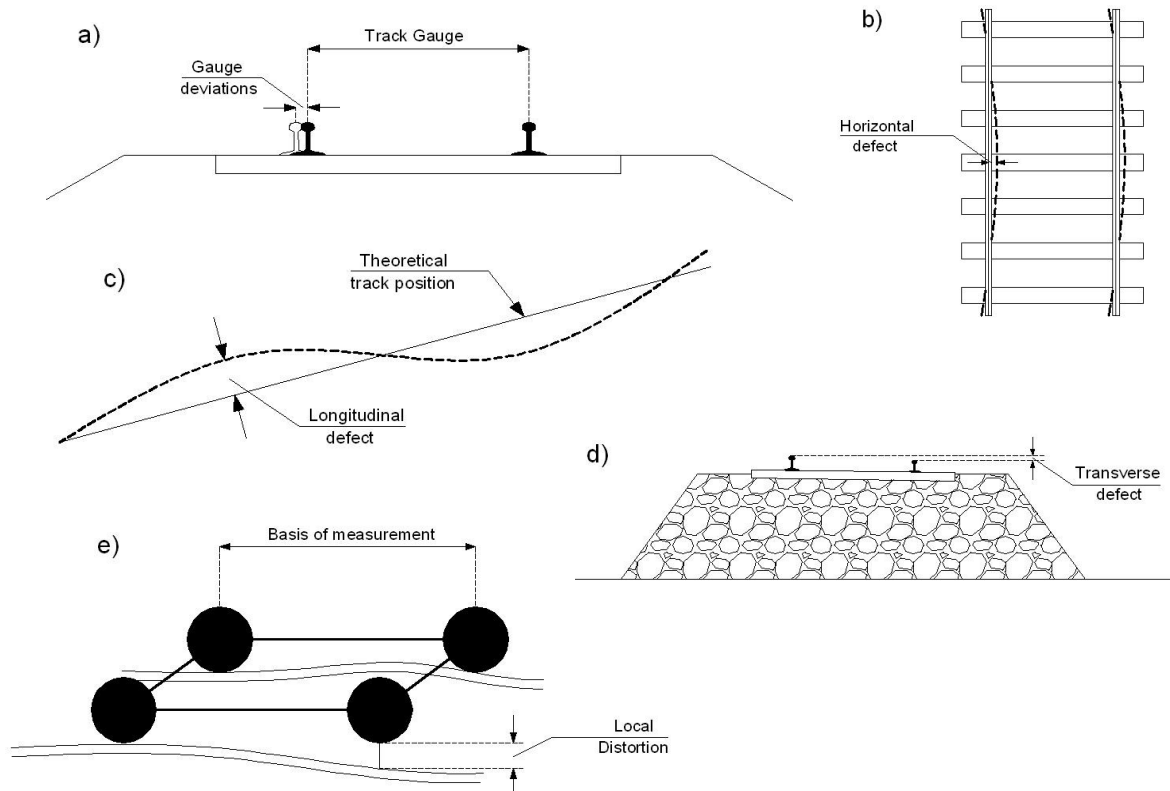 a)
Track Gauge
Gauge
deviations
b)
Horizontal
defect
c)
Theoretical
track position
Longitudinal
defect
d)
Transverse
defect
e)
Basis of measurement
Local
Distortion